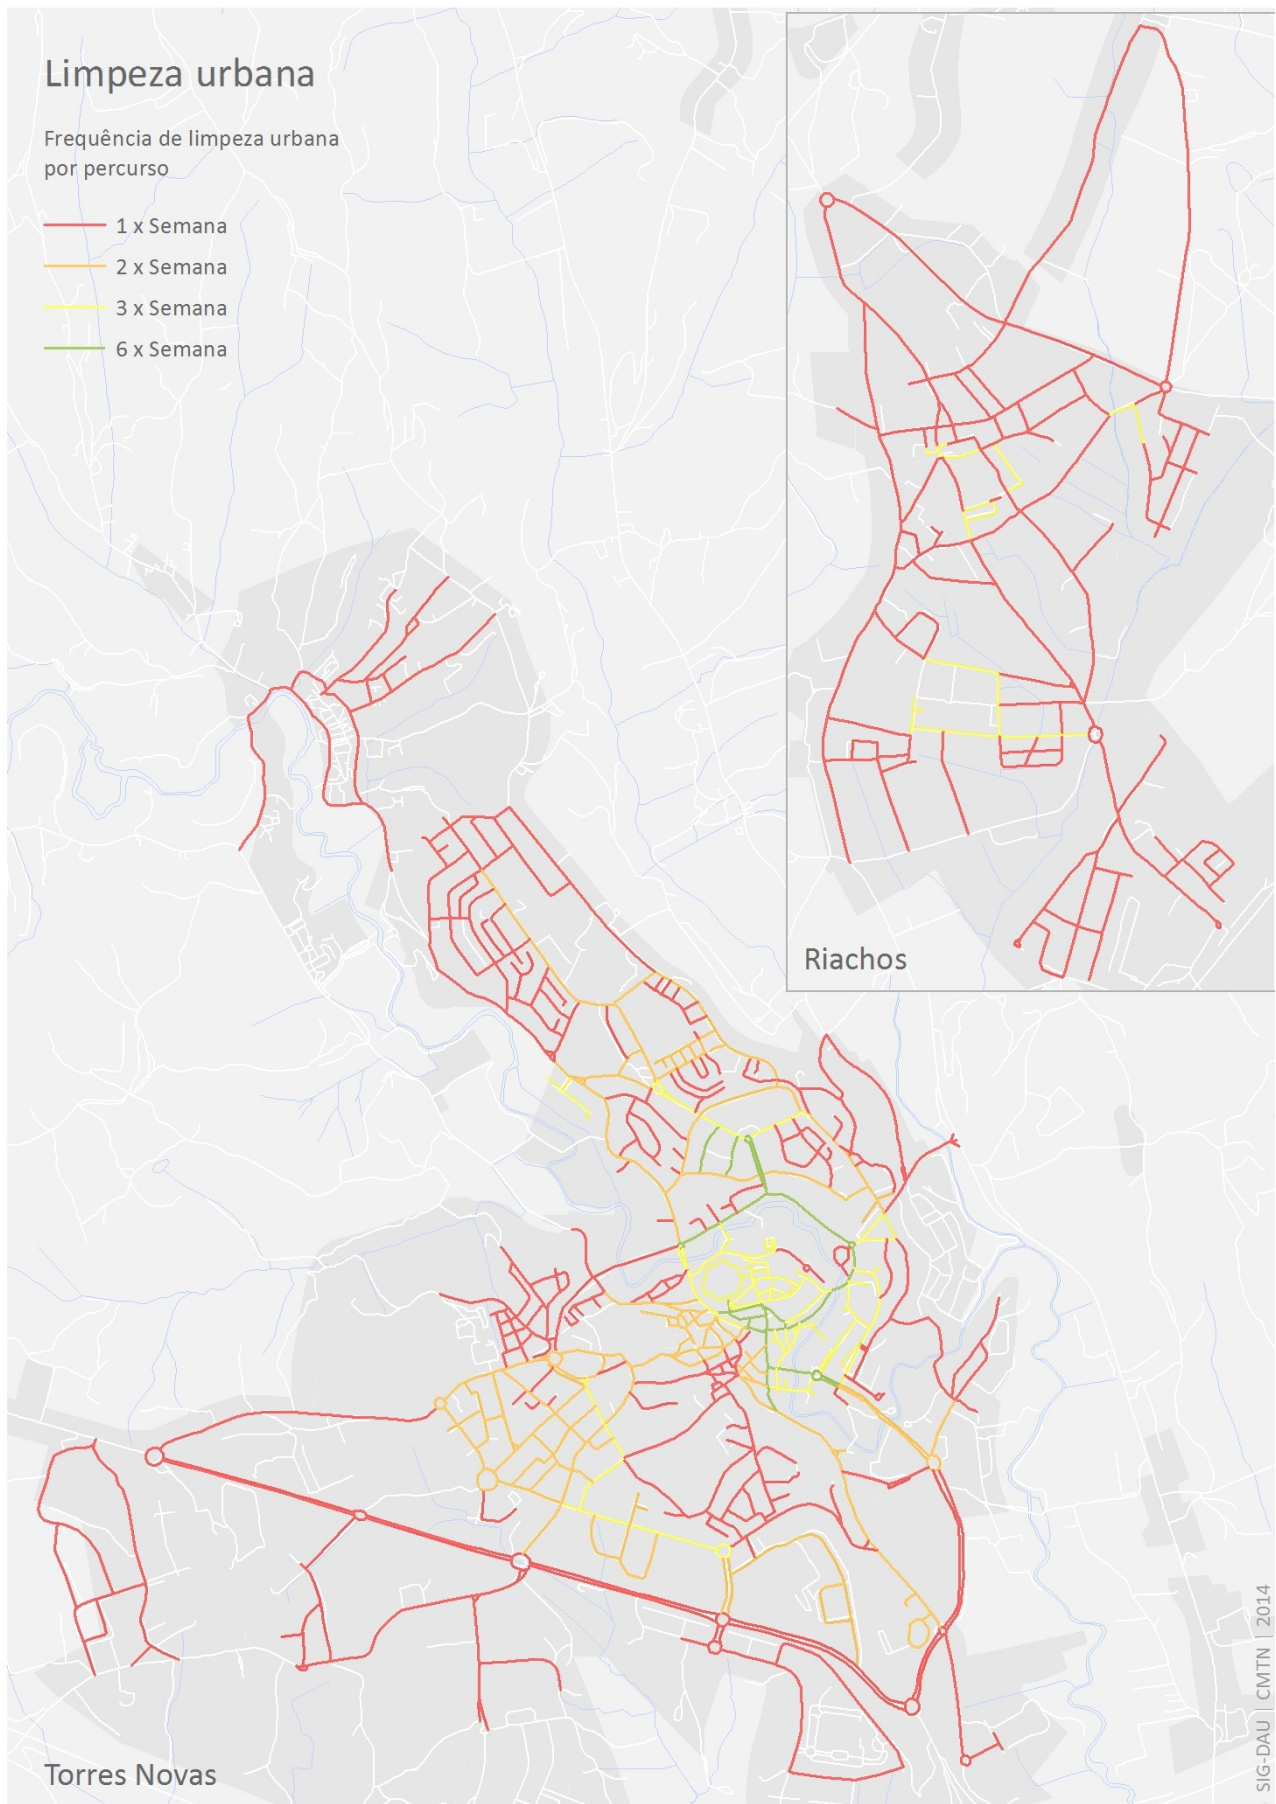 Limpeza urbana
Frequência de limpeza urbana
por percurso
1 x Semana
2 x Semana
3 x Semana
6 x Semana
Riachos
Torres Novas
SIG-DAU | CMTN | 2014